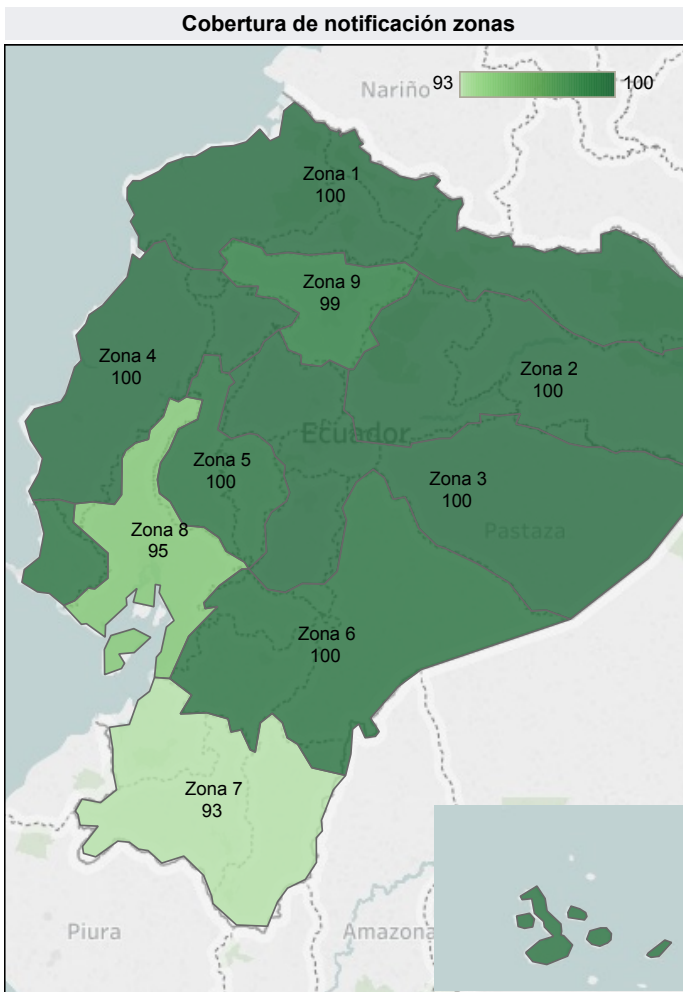 Cobertura de notificación zonas
93
100
Nariño
Zona 1
100
Zona 9
99
Zona 4
100
Zona 2
100
Ecuador
Zona 5
100
Zona 3
100
Pastaza
Zona 8
95
Zona 6
100
Zona 7
93
Piura
Amazona